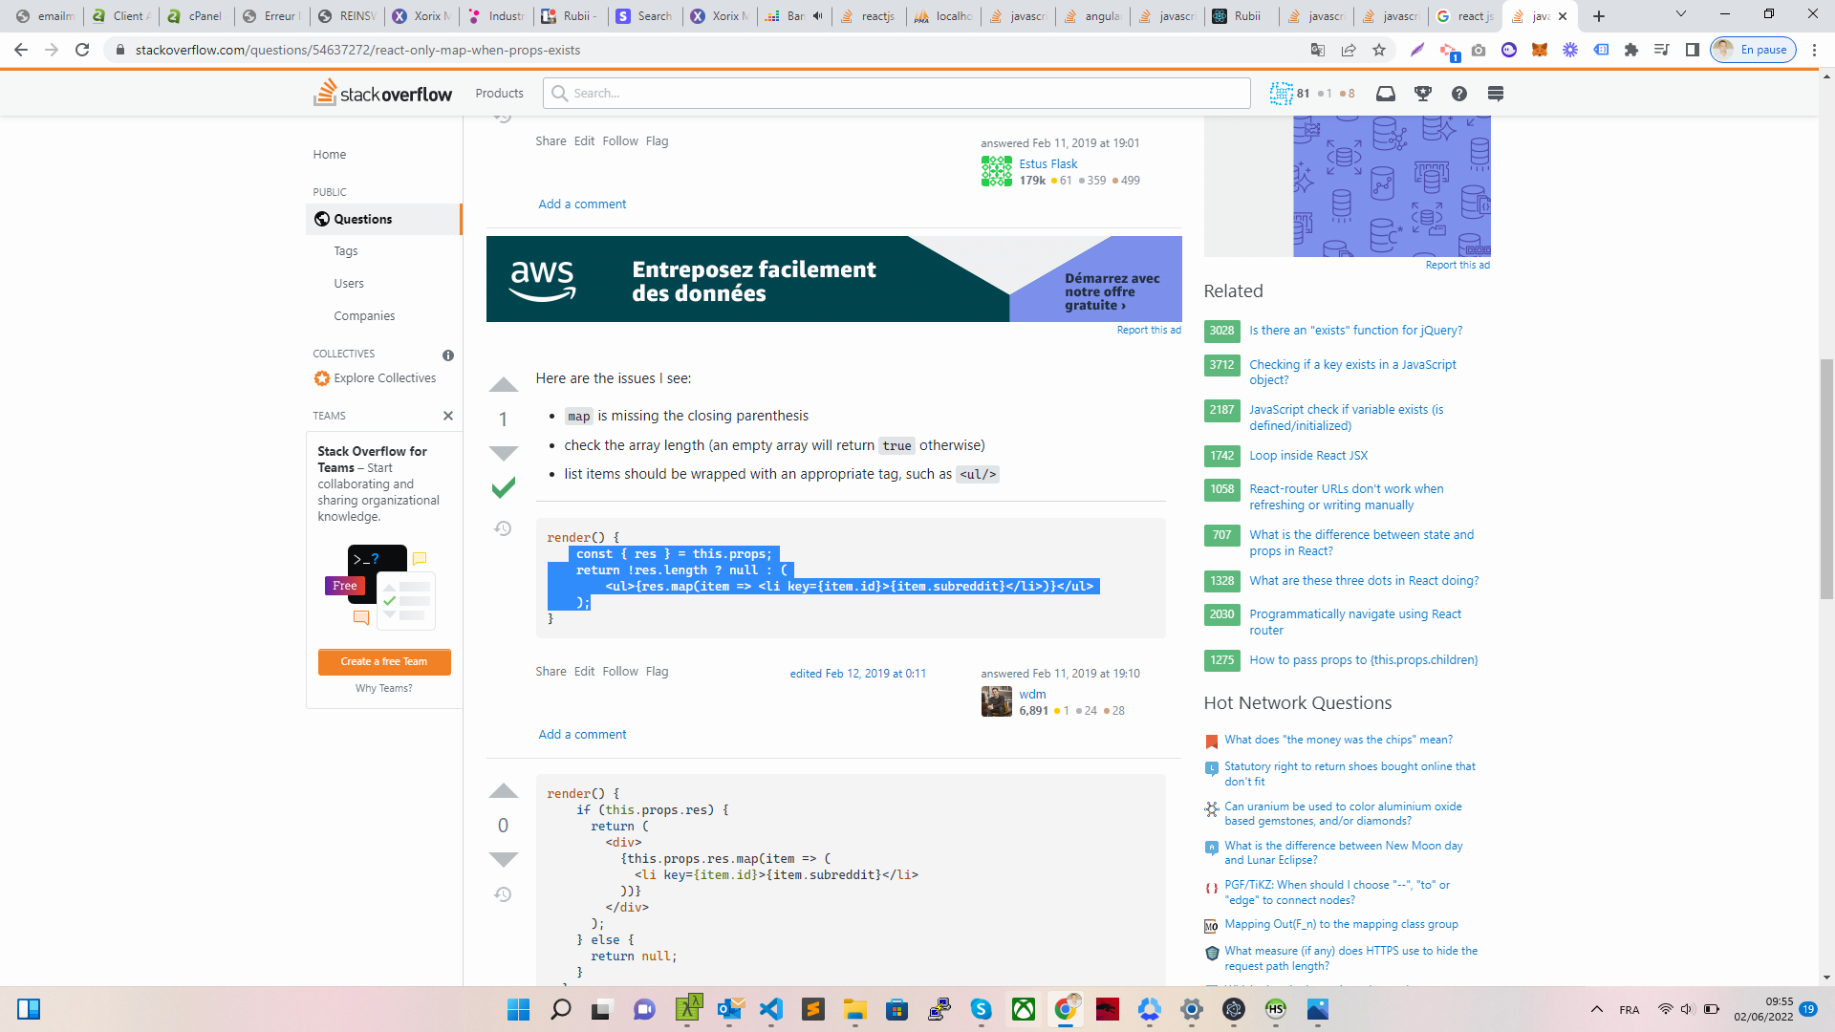 emailm
Client A
cPanel
Erreur I
REINSV
Xorix M
Industr
Rubii -
Search
Xorix M
Ban
reactjs
localho
javascri
angular
javascri
Rubii
javascri
javascri
react js
java
stackoverflow.com/questions/54637272/react-only-map-when-props-exists
1
En pause
stackoverflow
Products
Search...
81 1 8
Home
PUBLIC
Questions
Tags
Users
Companies
COLLECTIVES
Explore Collectives
TEAMS
Stack Overflow for
Teams – Start
collaborating and
sharing organizational
knowledge.
>_?
Free
Create a free Team
Why Teams?
Share Edit Follow Flag
answered Feb 11, 2019 at 19:01
Estus Flask
179k 61 359 499
Add a comment
aws
Entreposez facilement
des données
Démarrez avec
notre offre
gratuite ›
Report this ad
1
Here are the issues I see:
• map is missing the closing parenthesis
• check the array length (an empty array will return true otherwise)
• list items should be wrapped with an appropriate tag, such as <ul/>
render() {
const { res } = this.props;
return !res.length ? null : (
<ul>{res.map(item => <li key={item.id}>{item.subreddit}</li>)}</ul>
);
}
Share Edit Follow Flag
edited Feb 12, 2019 at 0:11
answered Feb 11, 2019 at 19:10
wdm
6,891 1 24 28
Add a comment
0
render() {
if (this.props.res) {
return (
<div>
{this.props.res.map(item => (
<li key={item.id}>{item.subreddit}</li>
))}
</div>
);
} else {
return null;
}
Report this ad
Related
3028 Is there an "exists" function for jQuery?
3712 Checking if a key exists in a JavaScript
object?
2187 JavaScript check if variable exists (is
defined/initialized)
1742 Loop inside React JSX
1058 React-router URLs don't work when
refreshing or writing manually
707 What is the difference between state and
props in React?
1328 What are these three dots in React doing?
2030 Programmatically navigate using React
router
1275 How to pass props to {this.props.children}
Hot Network Questions
What does "the money was the chips" mean?
Statutory right to return shoes bought online that
don't fit
Can uranium be used to color aluminium oxide
based gemstones, and/or diamonds?
What is the difference between New Moon day
and Lunar Eclipse?
PGF/TiKZ: When should I choose "--", "to" or
"edge" to connect nodes?
Mapping Out(F_n) to the mapping class group
What measure (if any) does HTTPS use to hide the
request path length?
FRA
09:55
02/06/2022
19